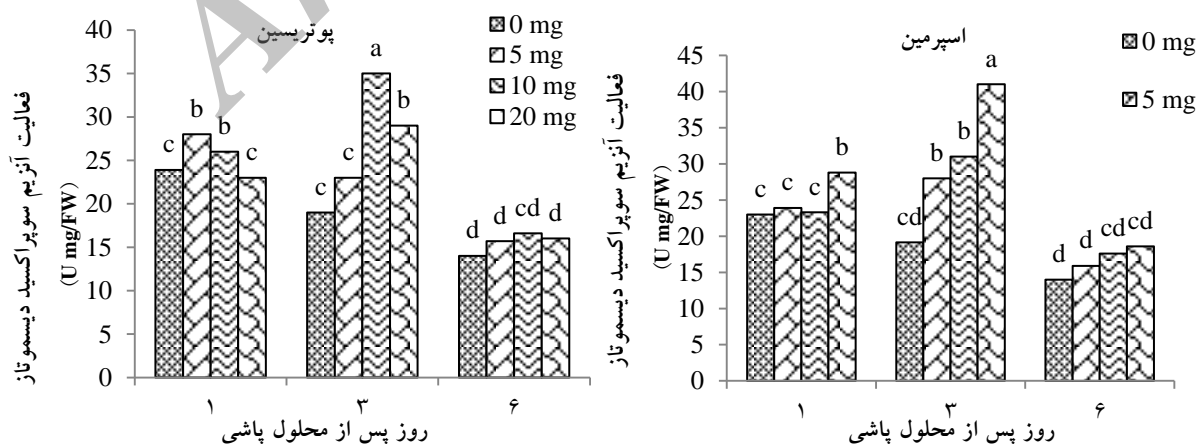 پوتریسین
فعالیت آنزیم سوپراکسید دیسموتاز
(U mg/FW)
40
35
30
25
20
15
10
5
0
0 mg
5 mg
10 mg
20 mg
c b b c
c c a b
d d cd d
۱ ۳ ۶
روز پس از محلول پاشی
اسپرمین
فعالیت آنزیم سوپراکسید دیسموتاز
(U mg/FW)
45
40
35
30
25
20
15
10
5
0
0 mg
5 mg
c c c b
cd b b a
d d cd cd
۱ ۳ ۶
روز پس از محلول پاشی